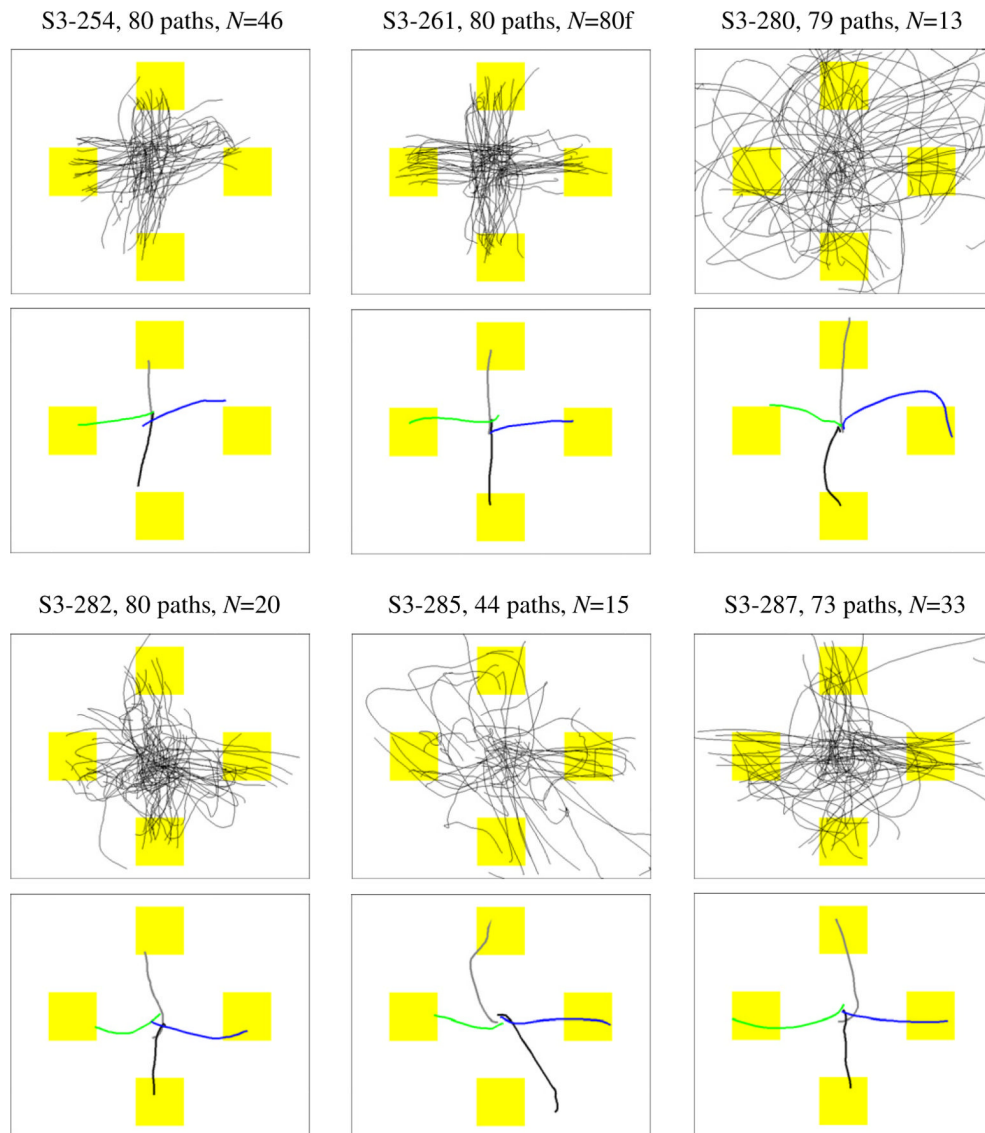 S3-254, 80 paths, N=46
S3-261, 80 paths, N=80f
S3-280, 79 paths, N=13
S3-282, 80 paths, N=20
S3-285, 44 paths, N=15
S3-287, 73 paths, N=33